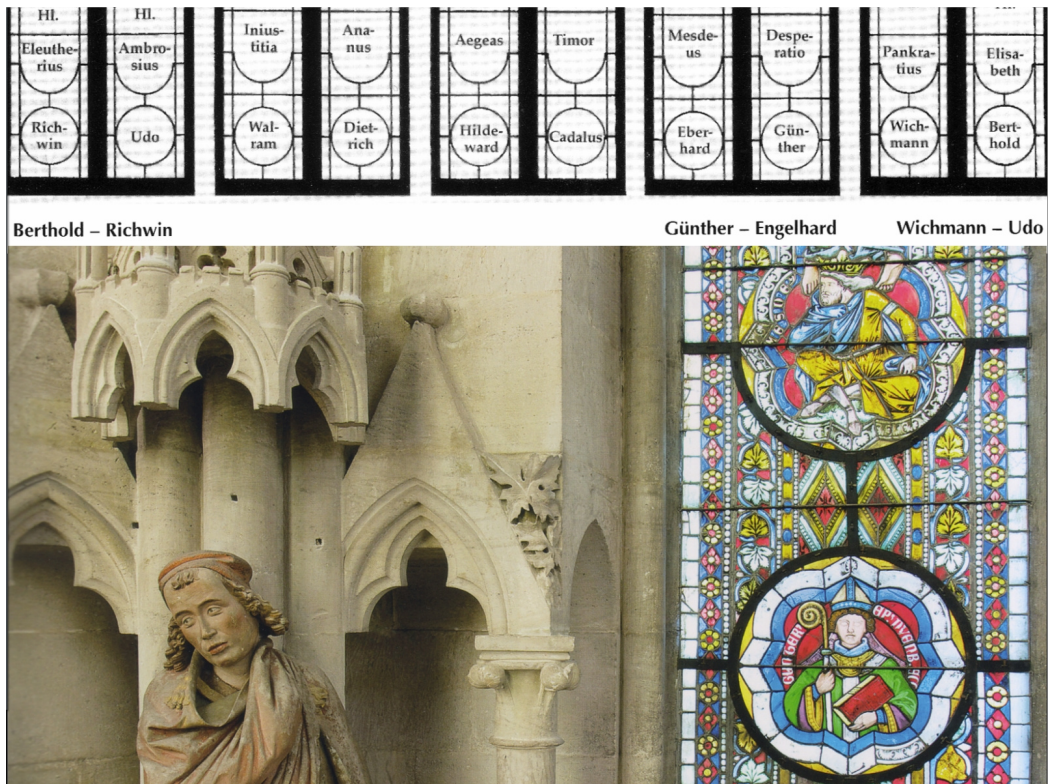 Hl.
Hl.
Eleuthe-
rius
Ambro-
sius
Inius-
titia
Ana-
nus
Aegeas
Timor
Mesde-
us
Despe-
ratio
Pankra-
tius
Elisa-
beth
Rich-
win
Udo
Wal-
ram
Diet-
rich
Hilde-
ward
Cadalus
Eber-
hard
Gün-
ther
Wich-
mann
Bert-
hold
Berthold – Richwin
Günther – Engelhard
Wichmann – Udo